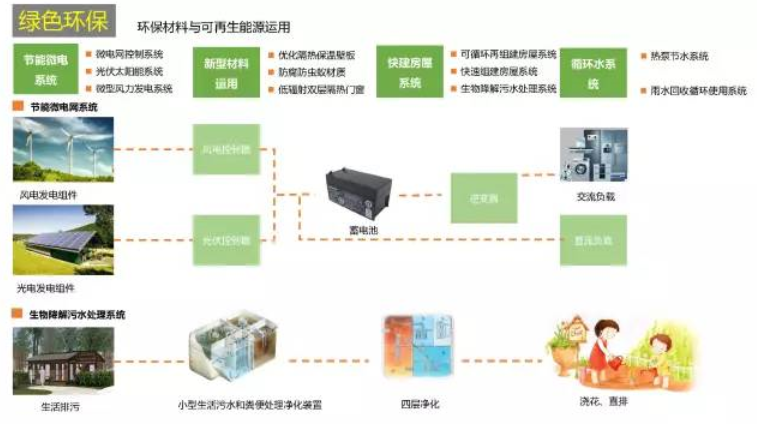 绿色环保
环保材料与可再生能源运用
节能微电
系统
微电网控制系统
光伏太阳能系统
微型风力发电系统
新型材料
运用
优化隔热保温壁板
防腐防虫蚁材质
低辐射双层隔热门窗
快建房屋
系统
可循环再组建房屋系统
快速组建房屋系统
生物降解污水处理系统
循环水系
统
热泵节水系统
雨水回收循环使用系统
节能微电网系统
风电控制器
风电发电组件
蓄电池
逆变器
交流负载
光伏控制器
直流负载
光电发电组件
生物降解污水处理系统
生活排污
小型生活污水和粪便处理净化装置
四层净化
浇花、直排